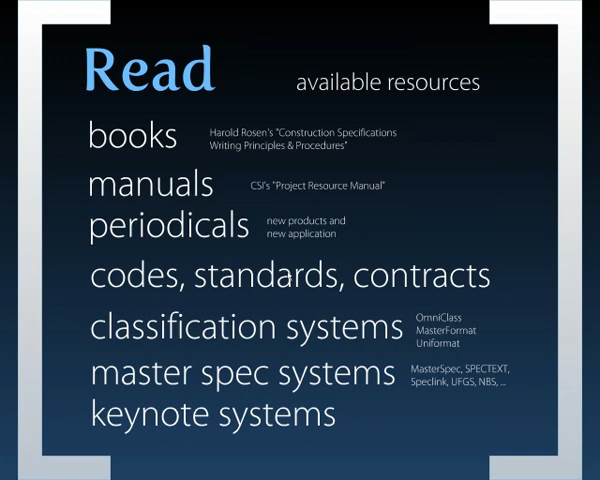 Read available resources
books Harold Rosen's "Construction Specifications
Writing Principles & Procedures"
manuals CSI's "Project Resource Manual"
periodicals new products and
new application
codes, standards, contracts
classification systems OmniClass
MasterFormat
Uniformat
master spec systems MasterSpec, SPECTEXT,
Speclink, UFGS, NBS, ...
keynote systems